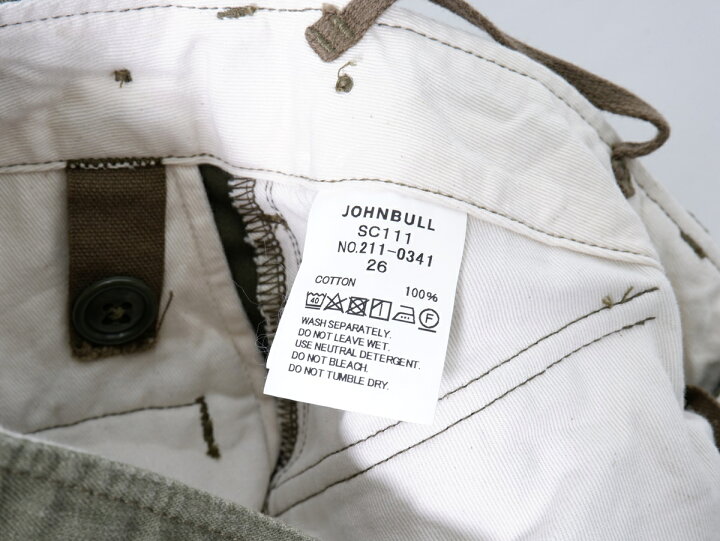 JOHNBULL
SC111
NO.211-0341
26
COTTON 100%
40 F
WASH SEPARATELY.
DO NOT LEAVE WET.
USE NEUTRAL DETERGENT.
DO NOT BLEACH.
DO NOT TUMBLE DRY.